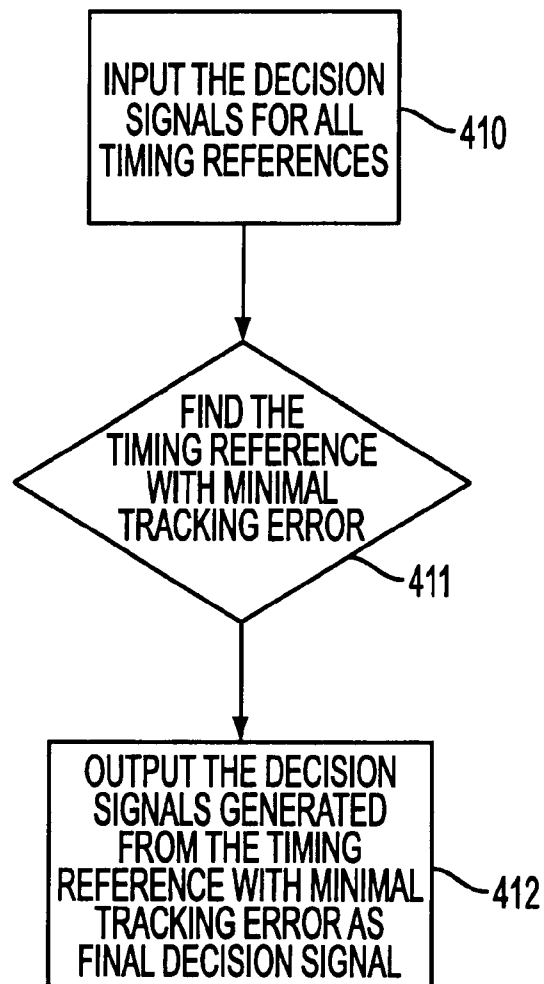 INPUT THE DECISION
SIGNALS FOR ALL
TIMING REFERENCES
410
FIND THE
TIMING REFERENCE
WITH MINIMAL
TRACKING ERROR
411
OUTPUT THE DECISION
SIGNALS GENERATED
FROM THE TIMING
REFERENCE WITH MINIMAL
TRACKING ERROR AS
FINAL DECISION SIGNAL
412